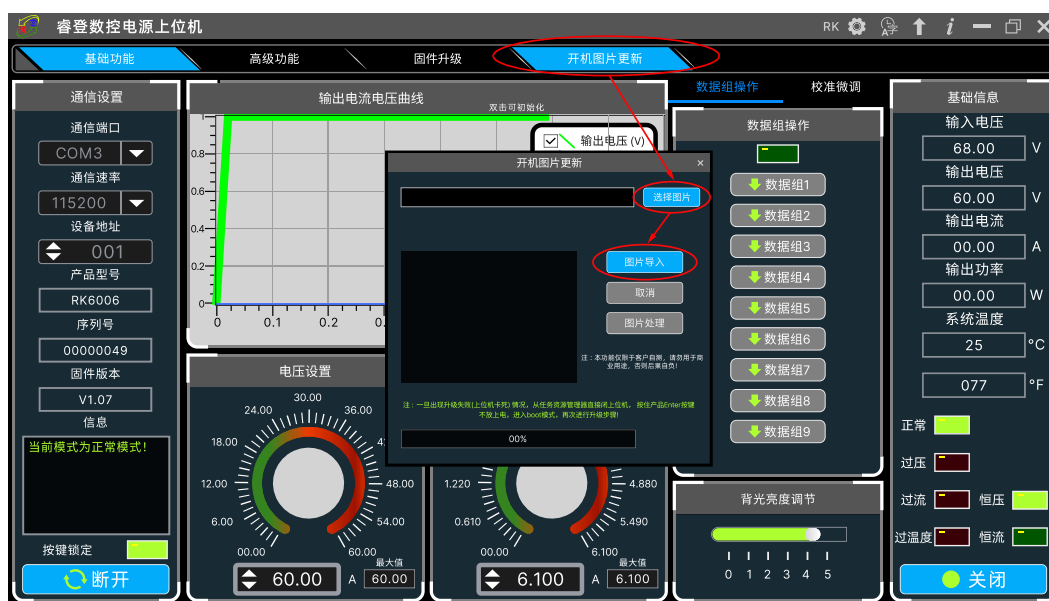 睿登数控电源上位机
RK
基础功能
高级功能
固件升级
开机图片更新
通信设置
通信端口
COM3
通信速率
115200
设备地址
001
产品型号
RK6006
序列号
00000049
固件版本
V1.07
信息
当前模式为正常模式!
按键锁定
断开
输出电流电压曲线
双击可初始化
输出电压 (V)
1
0.8
0.6
0.4
0.2
0
0 0.1 0.2 0.
开机图片更新
选择图片
图片导入
取消
图片处理
注：本功能仅限于客户自测，请勿用于商
业用途，否则后果自负!
注：一旦出现升级失败(上位机卡死) 情况，从任务资源管理器直接闭上位机， 按住产品Enter按键
不放上电，进入boot模式，再次进行升级步骤!
00%
电压设置
00.00
6.00
12.00
18.00
24.00
30.00
36.00
4
48.00
54.00
60.00
最大值
60.00
A
60.00
00.00
0.610
1.220
4.880
5.490
6.100
最大值
6.100
A
6.100
数据组操作
校准微调
数据组操作
数据组1
数据组2
数据组3
数据组4
数据组5
数据组6
数据组7
数据组8
数据组9
背光亮度调节
0 1 2 3 4 5
基础信息
输入电压
68.00 V
输出电压
60.00 V
输出电流
00.00 A
输出功率
00.00 W
系统温度
25 °C
077 °F
正常
过压
过流 恒压
过温度 恒流
关闭